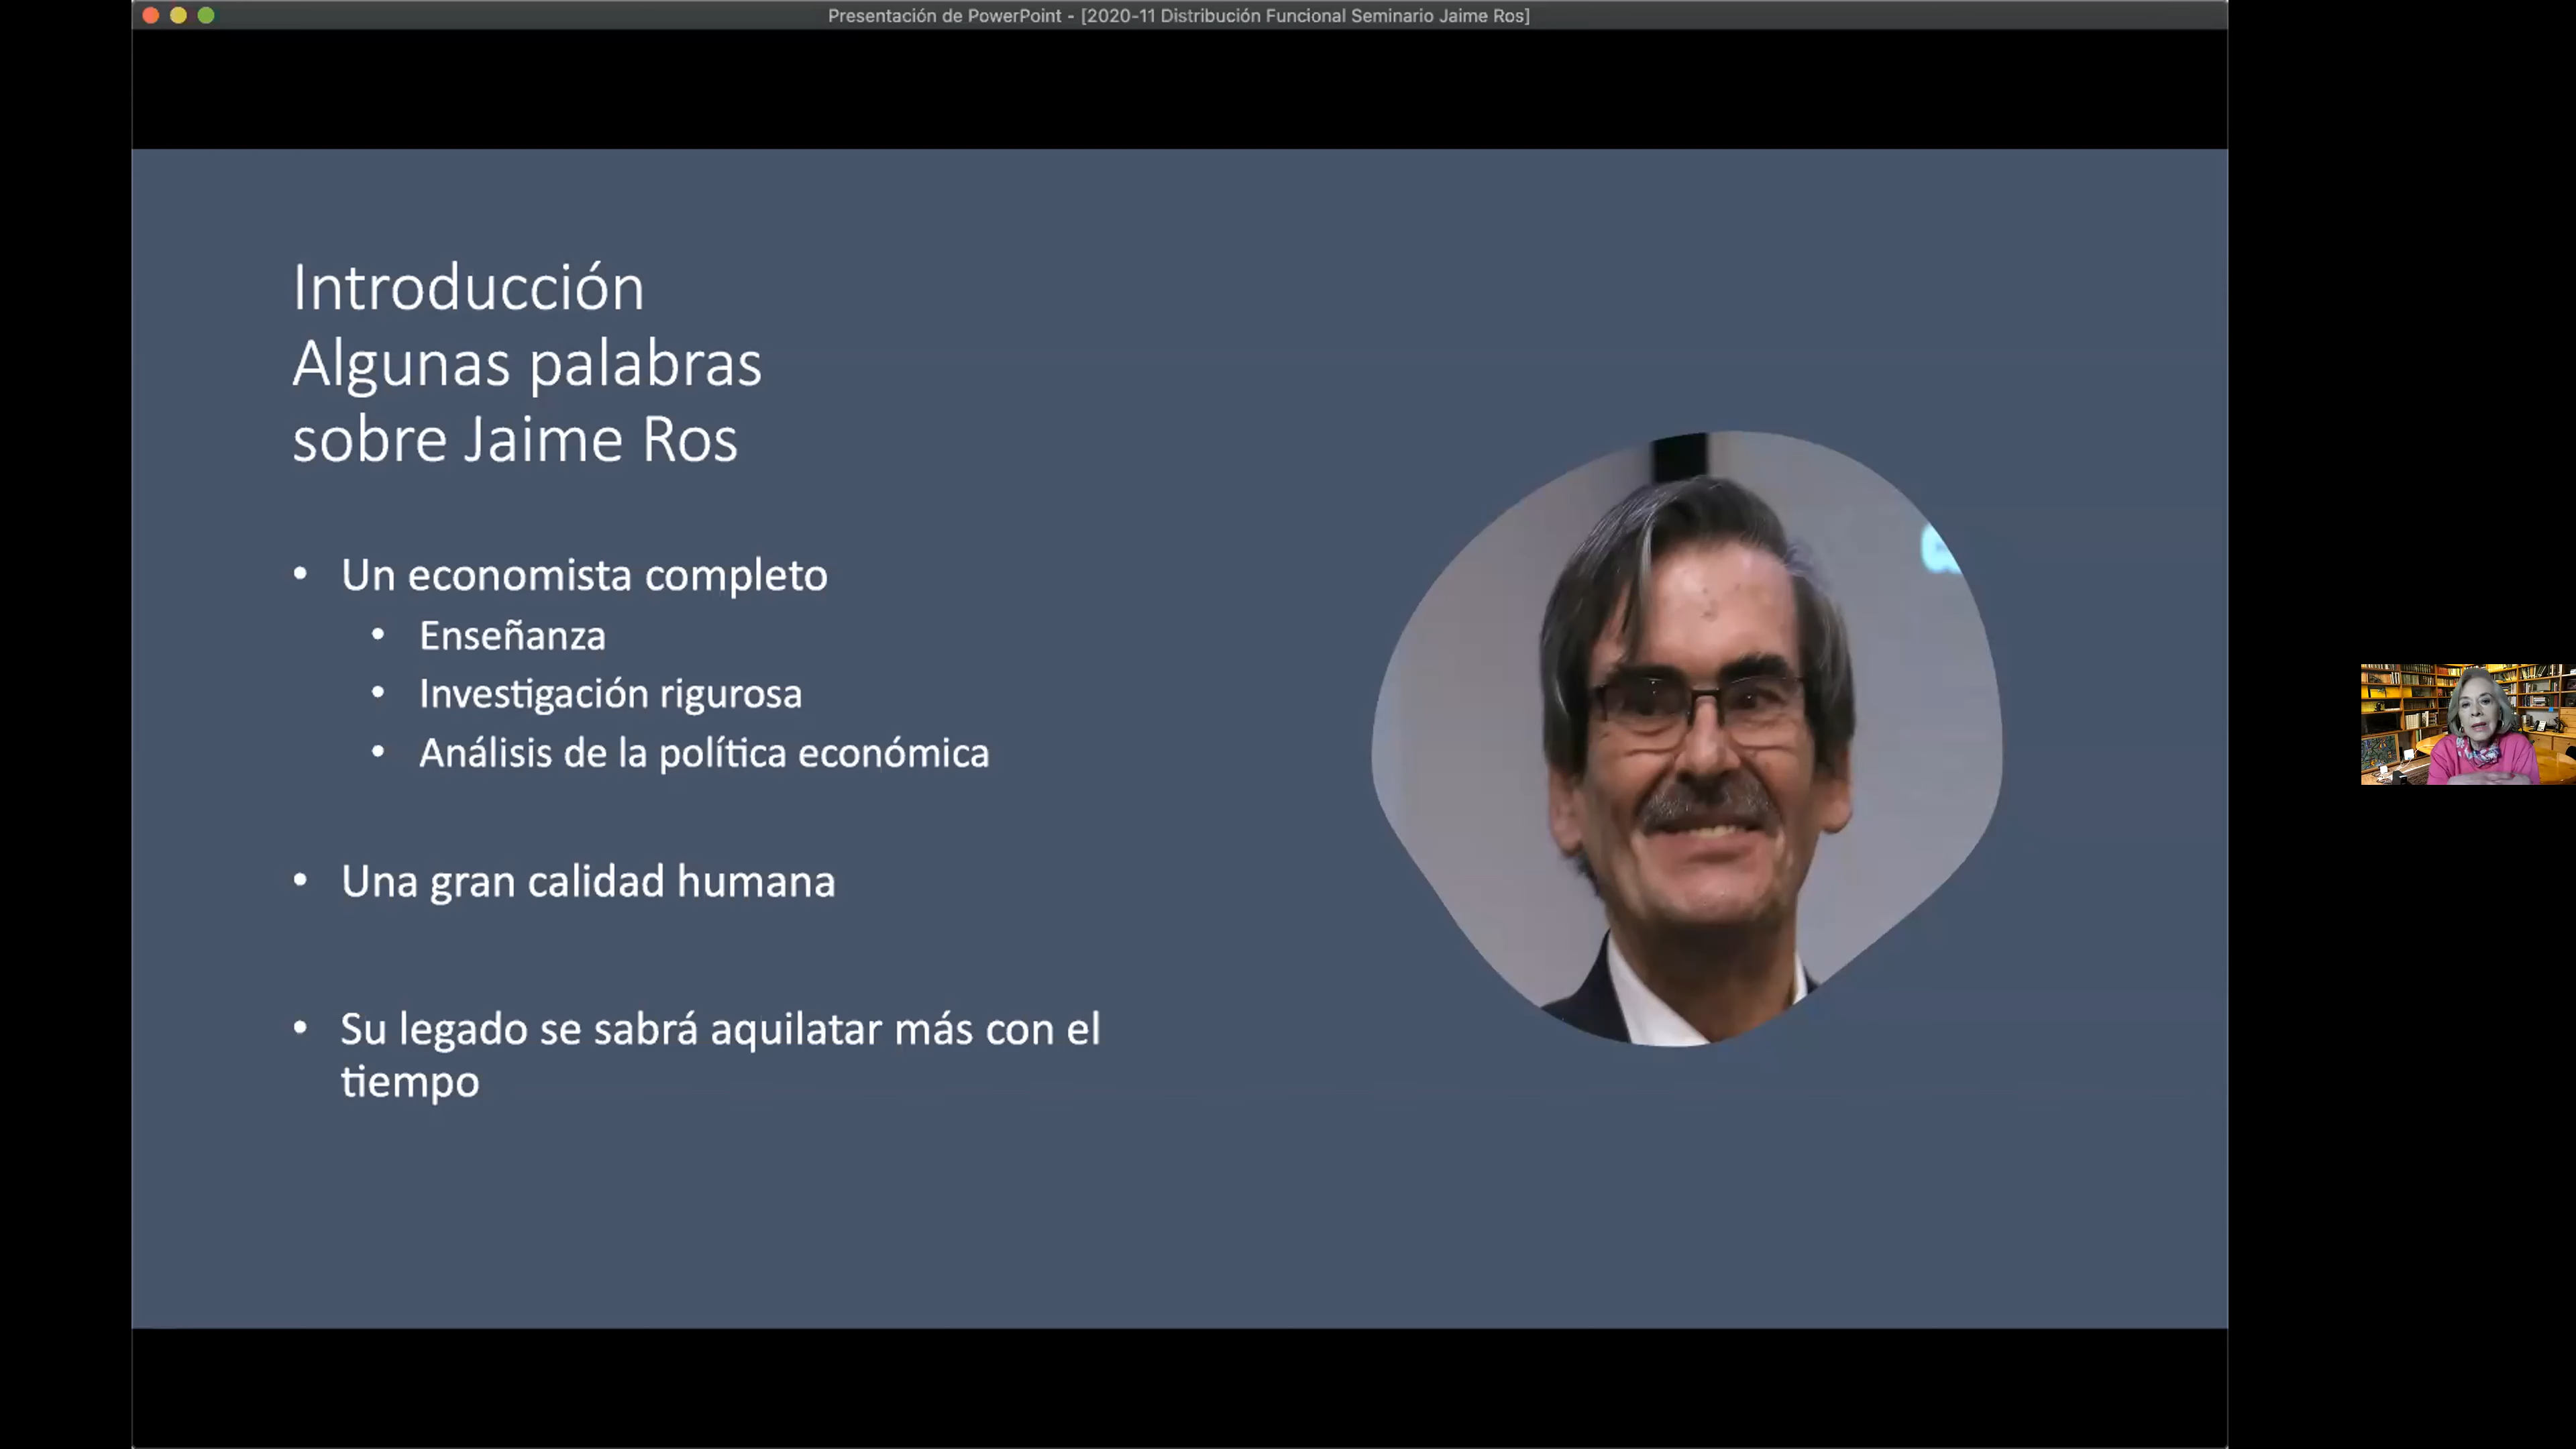 Presentación de PowerPoint - [2020-11 Distribución Funcional Seminario Jaime Ros]
Introducción
Algunas palabras
sobre Jaime Ros
• Un economista completo
• Enseñanza
• Investigación rigurosa
• Análisis de la política económica
• Una gran calidad humana
• Su legado se sabrá aquilatar más con el
tiempo